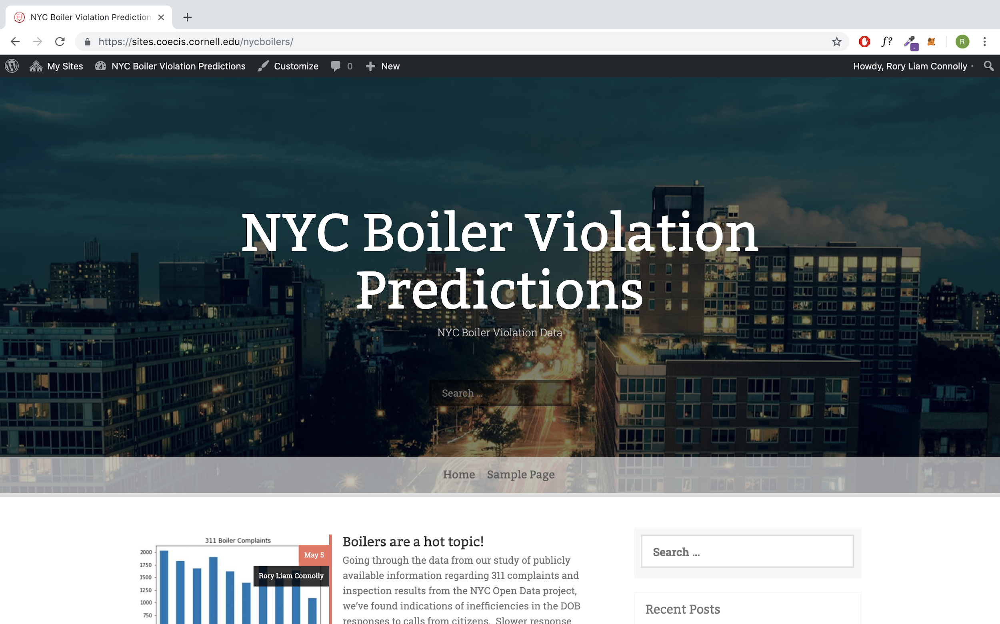 NYC Boiler Violation Prediction
https://sites.coecis.cornell.edu/nycboilers/
f?
R
My Sites
NYC Boiler Violation Predictions
Customize
0
New
Howdy, Rory Liam Connolly
NYC Boiler Violation
Predictions
NYC Boiler Violation Data
Search ...
Home
Sample Page
311 Boiler Complaints
2000
1750
1500
1250
1000
750
May 5
Rory Liam Connolly
Boilers are a hot topic!
Going through the data from our study of publicly
available information regarding 311 complaints and
inspection results from the NYC Open Data project,
we’ve found indications of inefficiencies in the DOB
responses to calls from citizens. Slower response
Search ...
Recent Posts